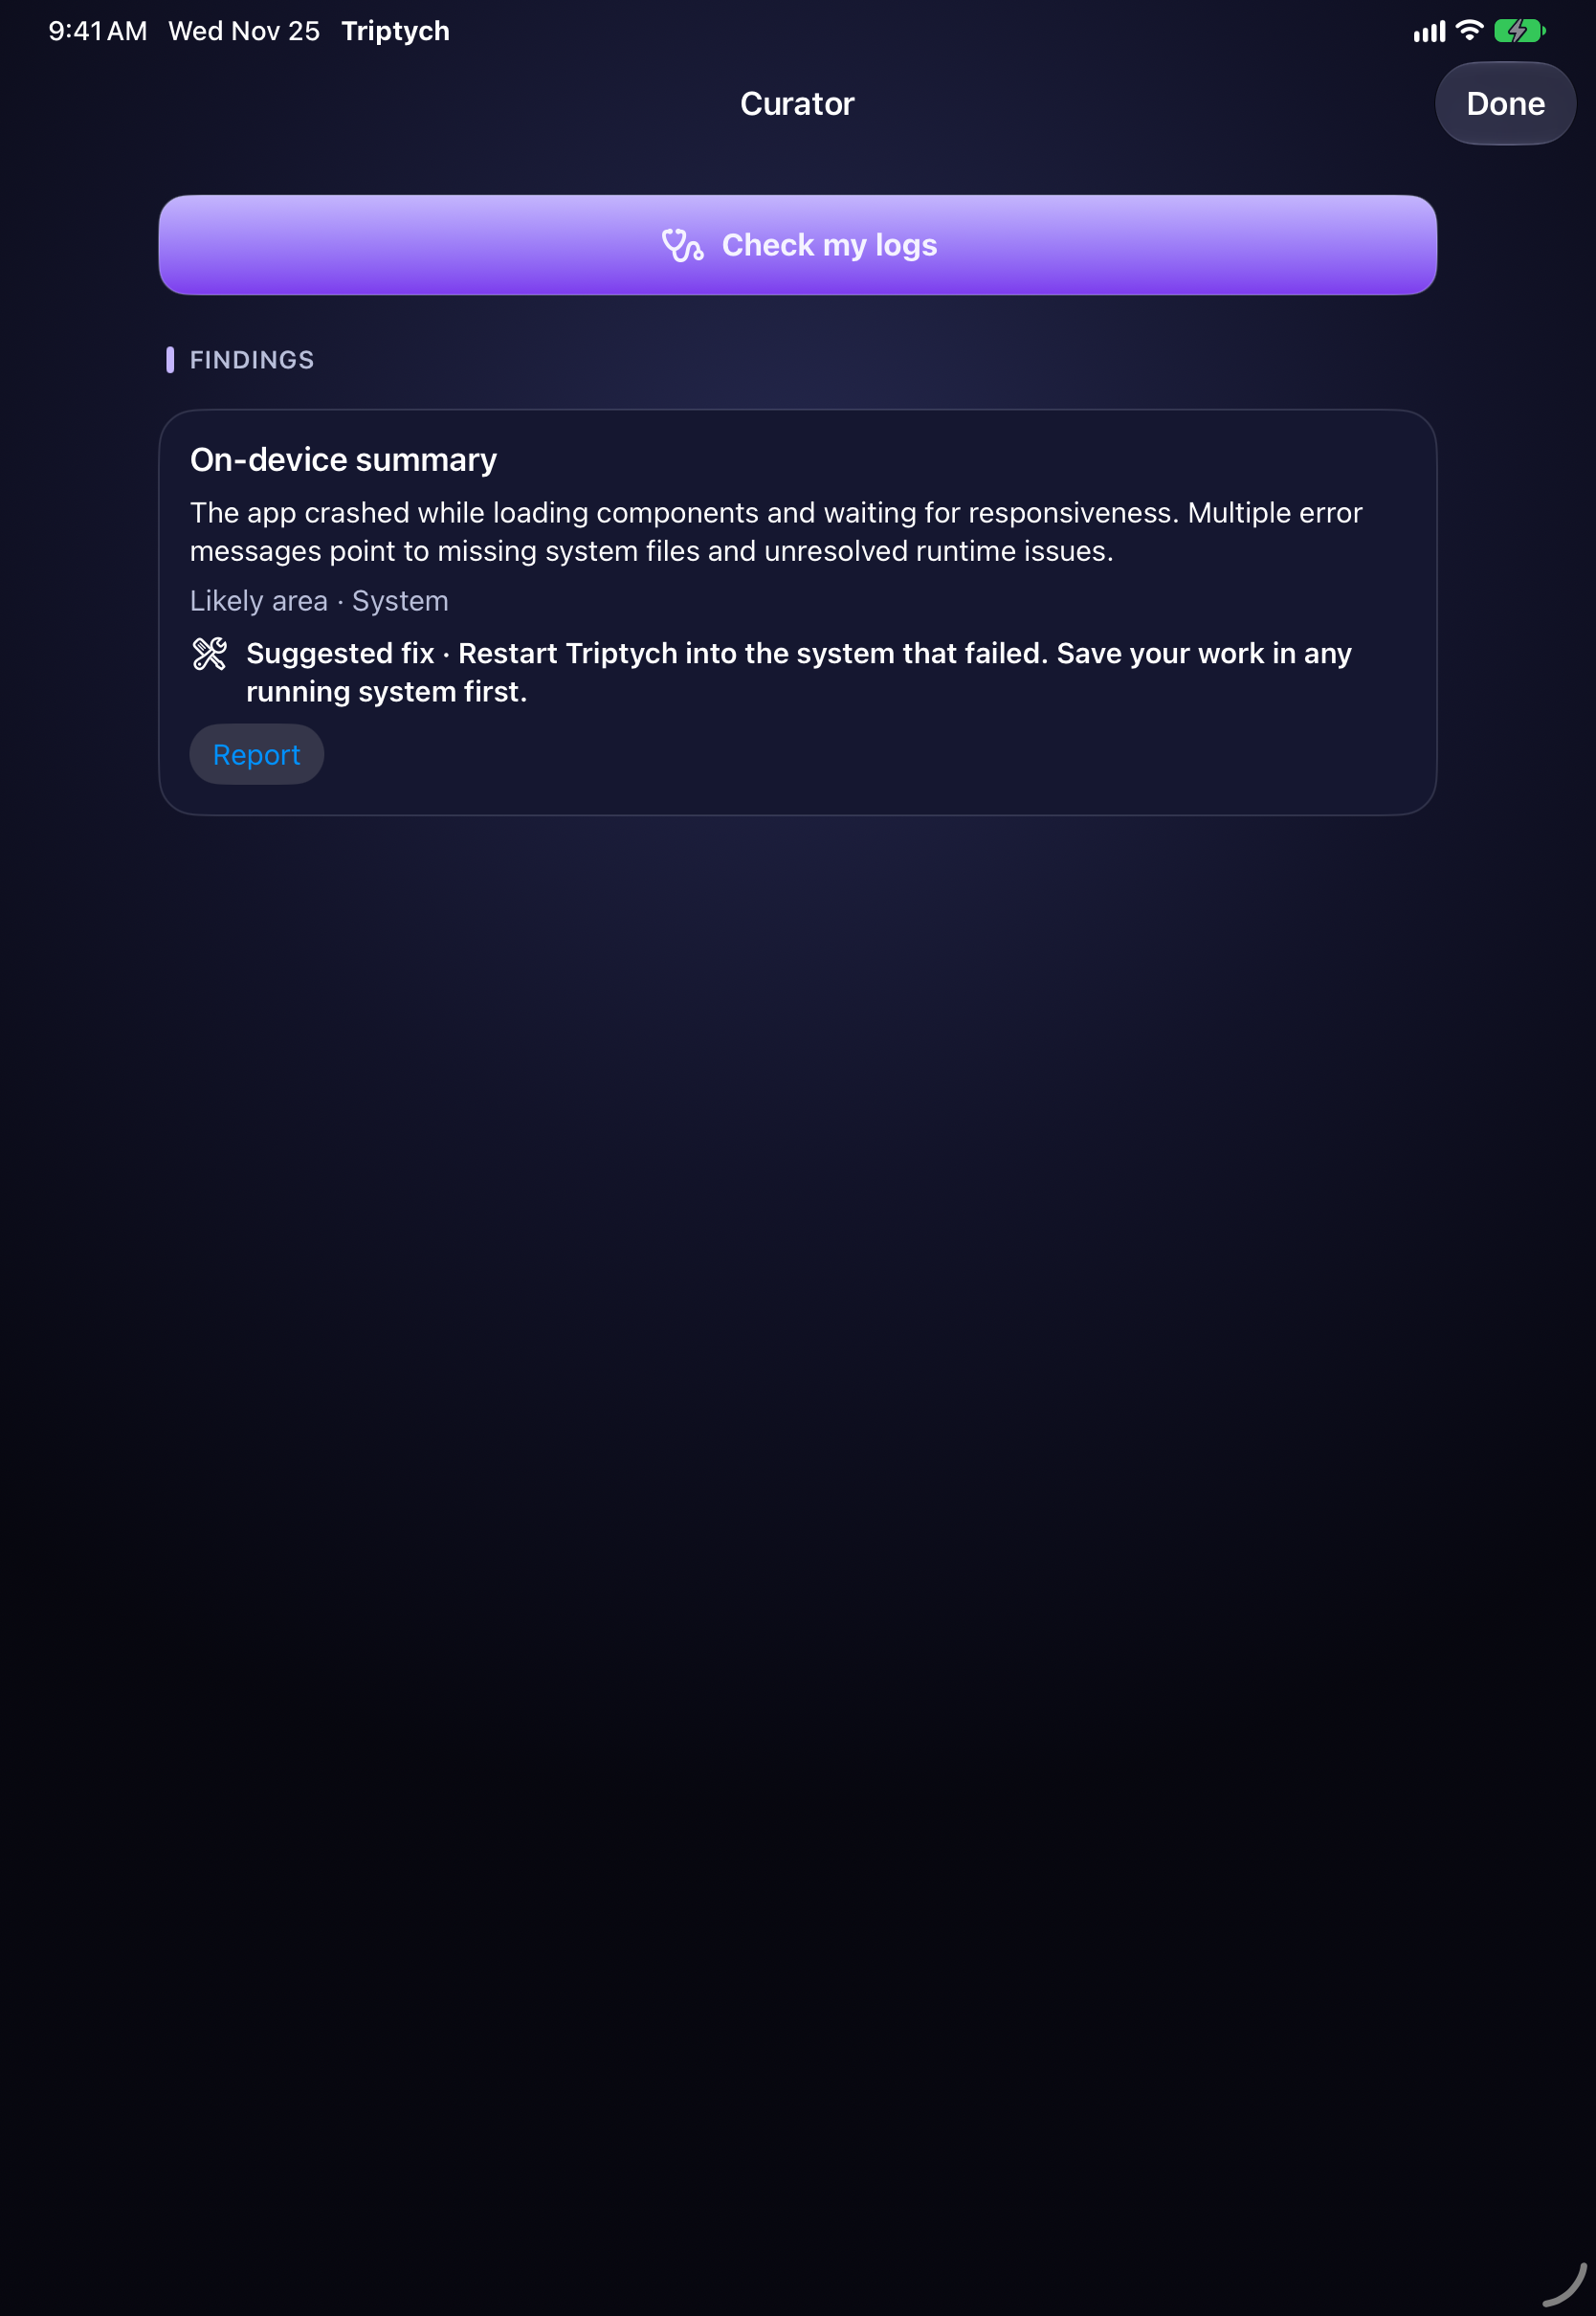 9:41 AM Wed Nov 25 Triptych
Curator
Done
Check my logs
FINDINGS
On-device summary
The app crashed while loading components and waiting for responsiveness. Multiple error
messages point to missing system files and unresolved runtime issues.
Likely area · System
Suggested fix · Restart Triptych into the system that failed. Save your work in any
running system first.
Report